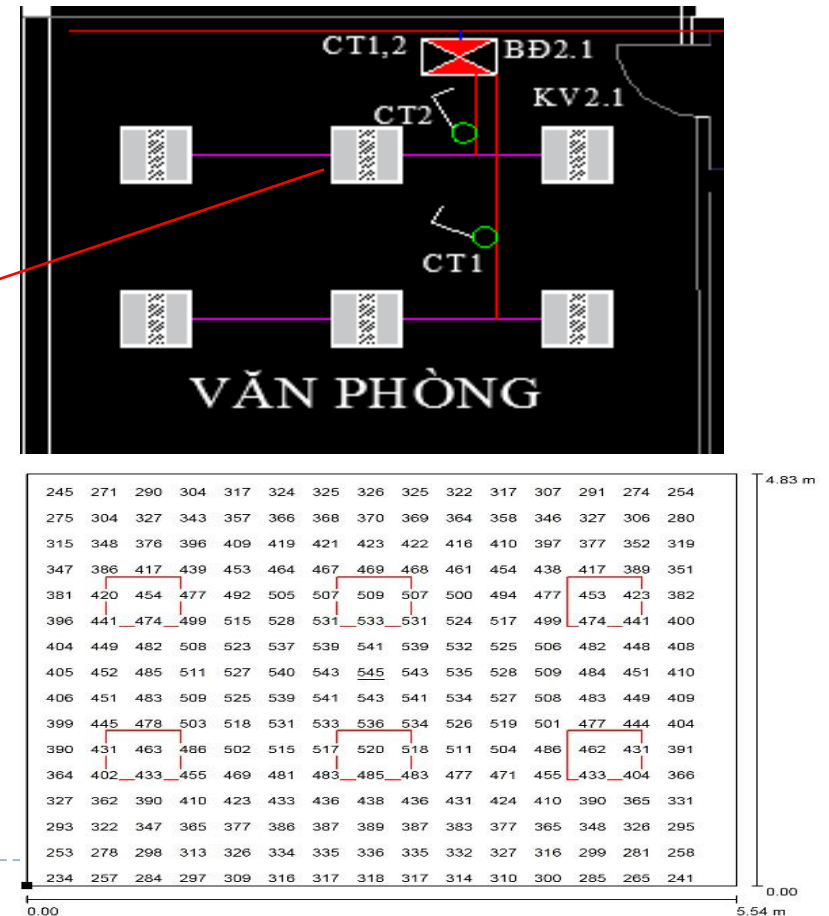 CT1,2 BĐ2.1
KV2.1
CT2
CT1
VĂN PHÒNG
4.83 m
245 271 290 304 317 324 325 326 325 322 317 307 291 274 254
275 304 327 343 357 366 368 370 369 364 358 346 327 306 280
315 348 376 396 409 419 421 423 422 416 410 397 377 352 319
347 386 417 439 453 464 467 469 468 461 454 438 417 389 351
381 420 454 477 492 505 507 509 507 500 494 477 453 423 382
396 441 474 499 515 528 531 533 531 524 517 499 474 441 400
404 449 482 508 523 537 539 541 539 532 525 506 482 448 408
405 452 485 511 527 540 543 545 543 535 528 509 484 451 410
406 451 483 509 525 539 541 543 541 534 527 508 483 449 409
399 445 478 503 518 531 533 536 534 526 519 501 477 444 404
390 431 463 486 502 515 517 520 518 511 504 486 462 431 391
364 402 433 455 469 481 483 485 483 477 471 455 433 404 366
327 362 390 410 423 433 436 438 436 431 424 410 390 365 331
293 322 347 365 377 386 387 389 387 383 377 365 348 326 295
253 278 298 313 326 334 335 336 335 332 327 316 299 281 258
234 257 284 297 309 316 317 318 317 314 310 300 285 265 241
0.00
0.00 5.54 m